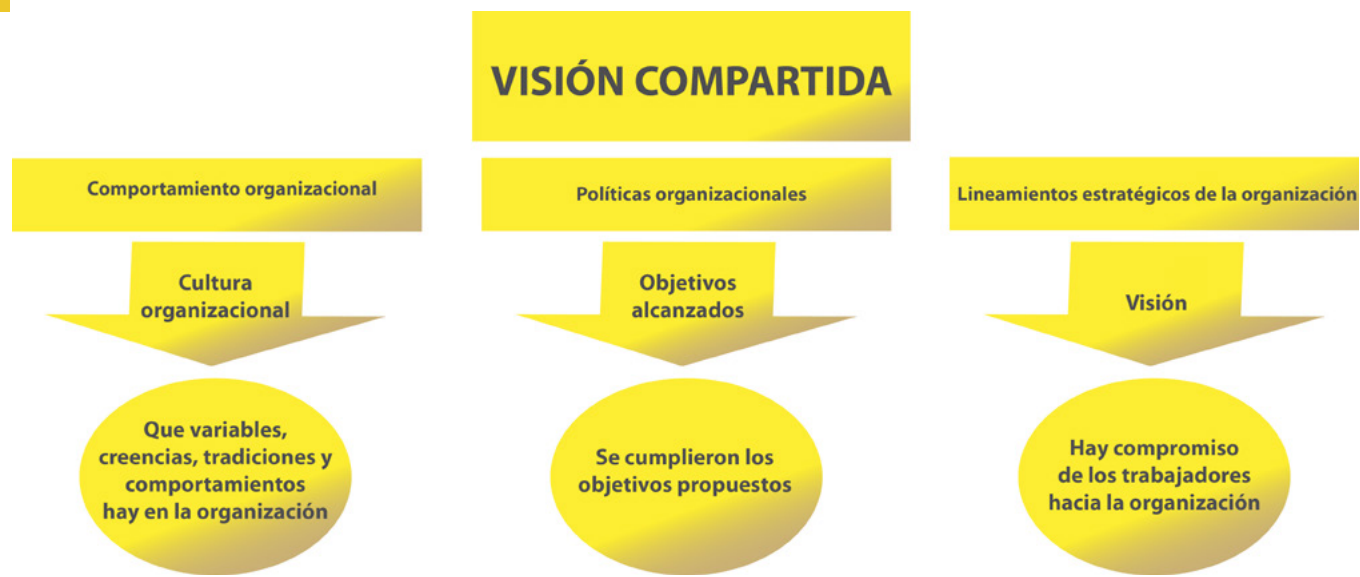 VISIÓN COMPARTIDA
Comportamiento organizacional
Políticas organizacionales
Lineamientos estratégicos de la organización
Cultura
organizacional
Objetivos
alcanzados
Visión
Que variables,
creencias, tradiciones y
comportamientos
hay en la organización
Se cumplieron los
objetivos propuestos
Hay compromiso
de los trabajadores
hacia la organización